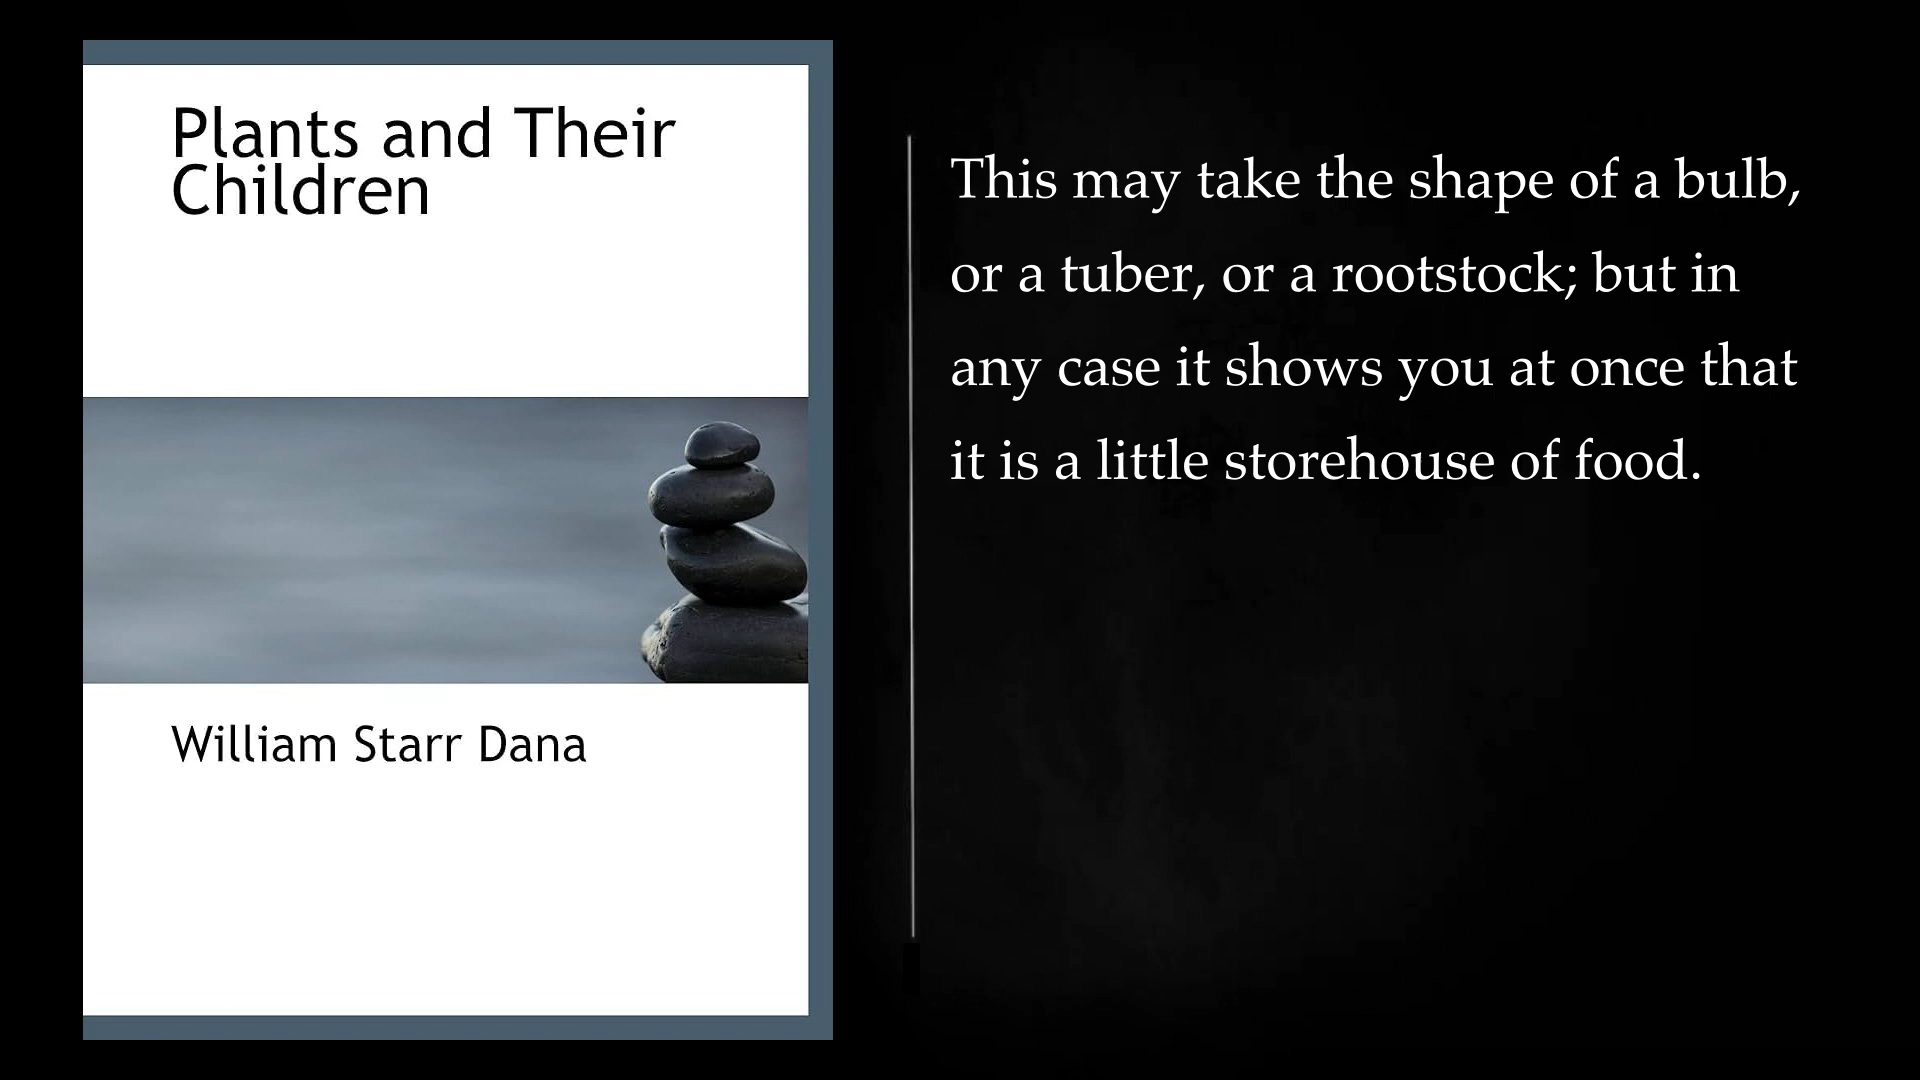 Plants and Their
Children
William Starr Dana
This may take the shape of a bulb,
or a tuber, or a rootstock; but in
any case it shows you at once that
it is a little storehouse of food.